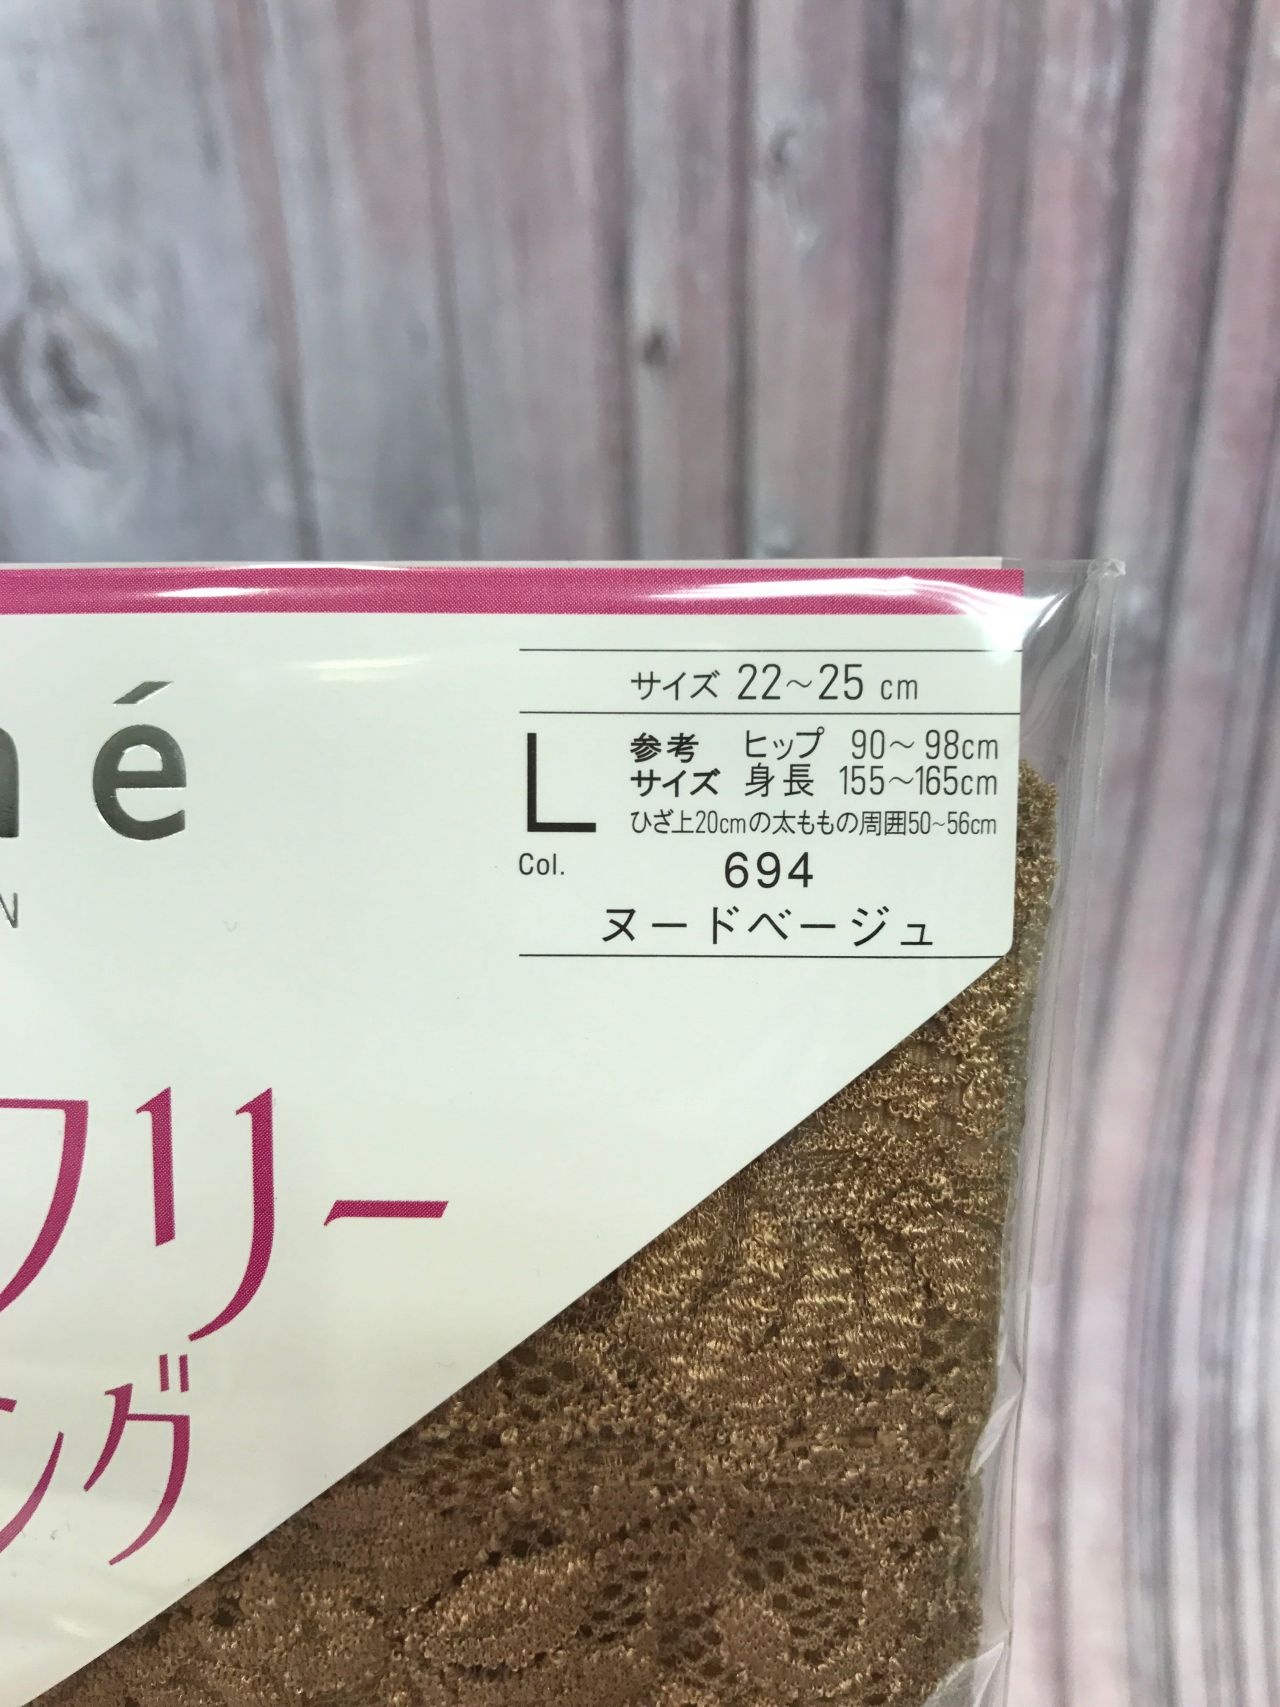 é
N
サイズ 22～25 cm
L
参考 ヒップ 90～98cm
サイズ 身長 155～165cm
ひざ上20cmの太ももの周囲50~56cm
Col. 694
ヌードベージュ
フリー
ング